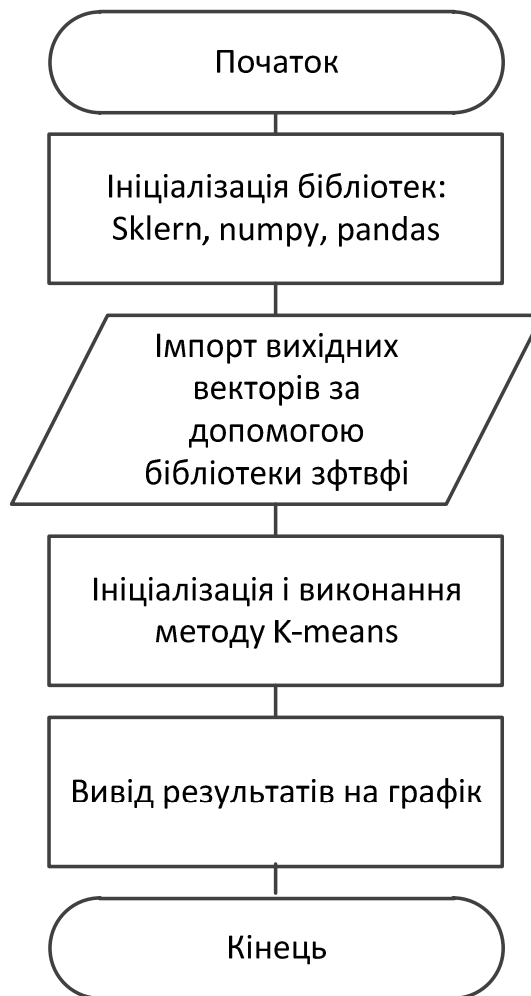 Початок
Ініціалізація бібліотек:
Sklern, numpy, pandas
Імпорт вихідних
векторів за
допомогою
бібліотеки зфтвфі
Ініціалізація і виконання
методу K-means
Вивід результатів на графік
Кінець